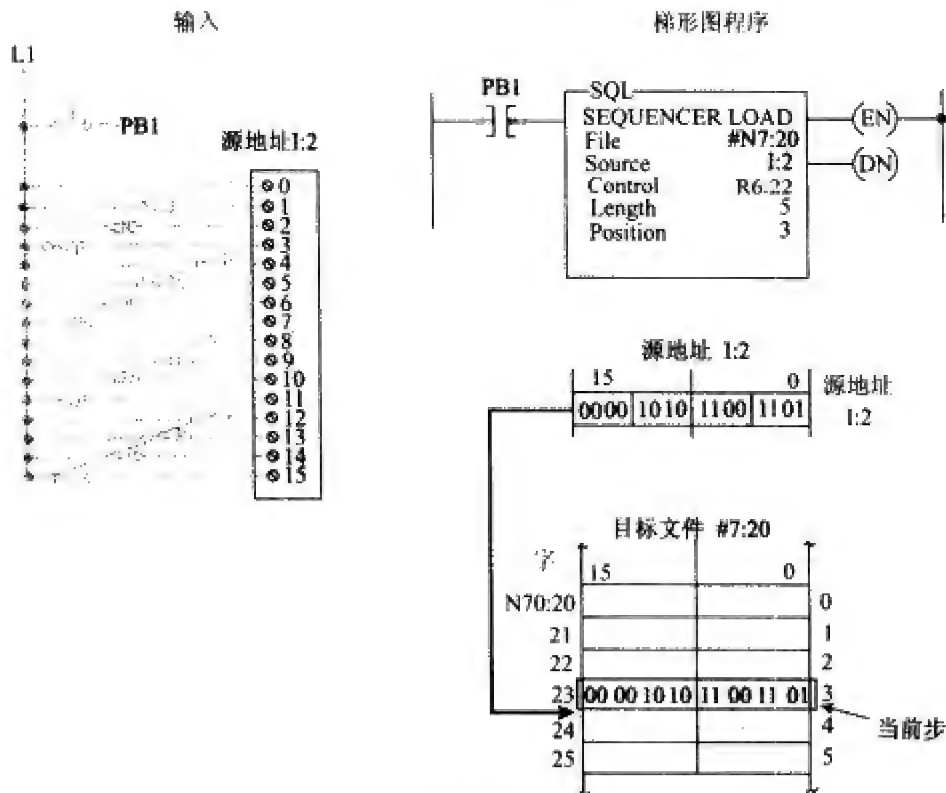 输入
L1
PB1
源地址I:2
0
1
2
3
4
5
6
7
8
9
10
11
12
13
14
15
梯形图程序
PB1
SQL
SEQUENCER LOAD
File #N7:20
Source I:2
Control R6:22
Length 5
Position 3
(EN)
(DN)
源地址 I:2
15 0
0000 1010 1100 1101
源地址
I:2
目标文件 #7:20
字
15 0
N70:20 0
21 1
22 2
23 00 00 10 10 11 00 11 01 3
24 4
25 5
当前步